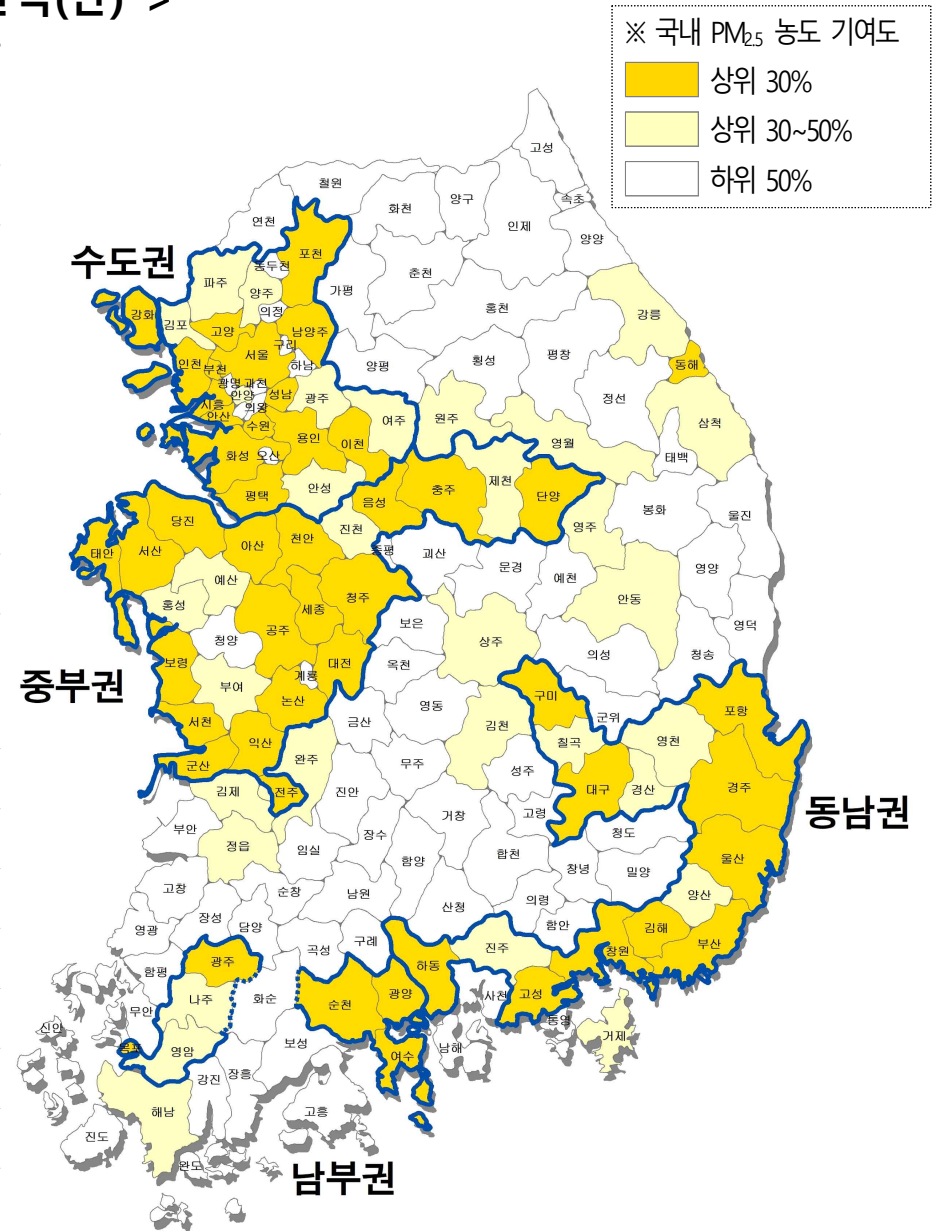 역(안) >
※ 국내 PM2.5 농도 기여도
상위 30%
상위 30~50%
하위 50%
고성
철원
속초
화천
양구
연천
인제
양양
포천
수도권
동두천
춘천
파주
양주
가평
홍천
강화
의정
강릉
김포
고양
남양주
구리
서울
인천
부천
하남
양평
횡성
평창
동해
광명
과천
안양
성남
정선
시흥
의왕
광주
안산
수원
여주
원주
삼척
용인
이천
영월
화성
오산
태백
제천
안성
충주
단양
평택
음성
봉화
울진
당진
진천
영주
태안
서산
아산
천안
증평
괴산
문경
예천
영양
예산
청주
안동
홍성
세종
공주
보은
영덕
청양
상주
의성
청송
보령
대전
옥천
계룡
중부권
부여
논산
구미
영동
서천
금산
김천
군위
포항
익산
칠곡
영천
군산
완주
무주
성주
대구
경산
경주
김제
전주
진안
고령
동남권
부안
거창
청도
정읍
임실
장수
함양
합천
창녕
밀양
울산
고창
순창
남원
의령
양산
장성
담양
산청
함안
영광
구례
김해
부산
곡성
진주
창원
광주
하동
함평
나주
화순
순천
광양
사천
고성
무안
통영
신안
거제
목포
영암
보성
여수
남해
강진
장흥
해남
고흥
진도
완도
남부권